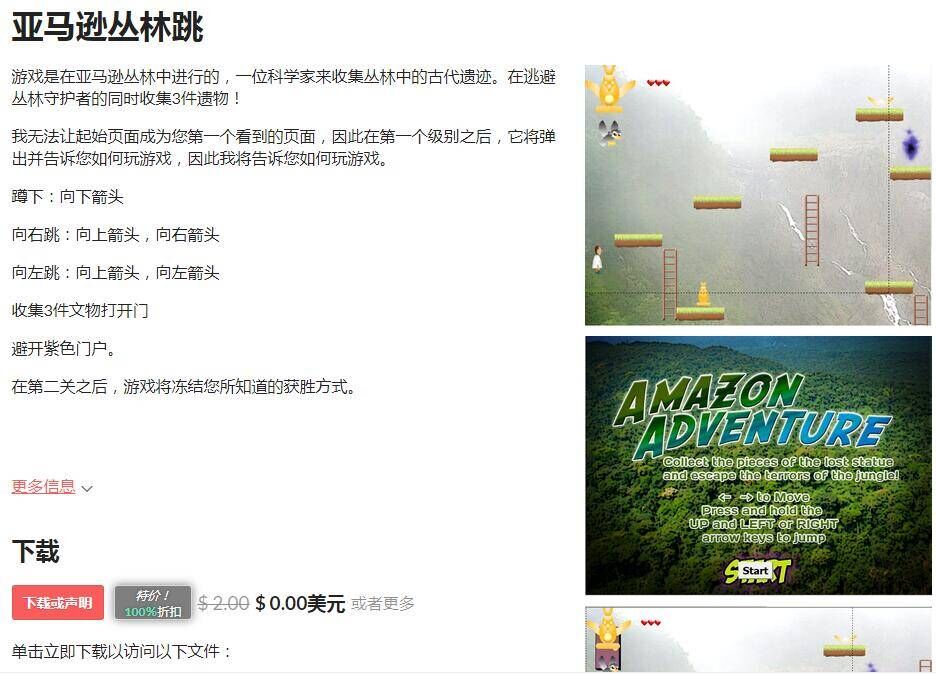 亚马逊丛林跳
游戏是在亚马逊丛林中进行的，一位科学家来收集丛林中的古代遗迹。在逃避
丛林守护者的同时收集3件遗物！
我无法让起始页面成为您第一个看到的页面，因此在第一个级别之后，它将弹
出并告诉您如何玩游戏，因此我将告诉您如何玩游戏。
蹲下：向下箭头
向右跳：向上箭头，向右箭头
向左跳：向上箭头，向左箭头
收集3件文物打开门
避开紫色门户。
在第二关之后，游戏将冻结您所知道的获胜方式。
更多信息
下载
下载或声明
特价！
100%折扣
$ 2.00 $ 0.00美元 或者更多
单击立即下载以访问以下文件：
AMAZON
ADVENTURE
Collect the pieces of the lost statue
and escape the terrors of the jungle!
<- -> to Move
Press and hold the
UP and LEFT or RIGHT
arrow keys to jump
START
Start